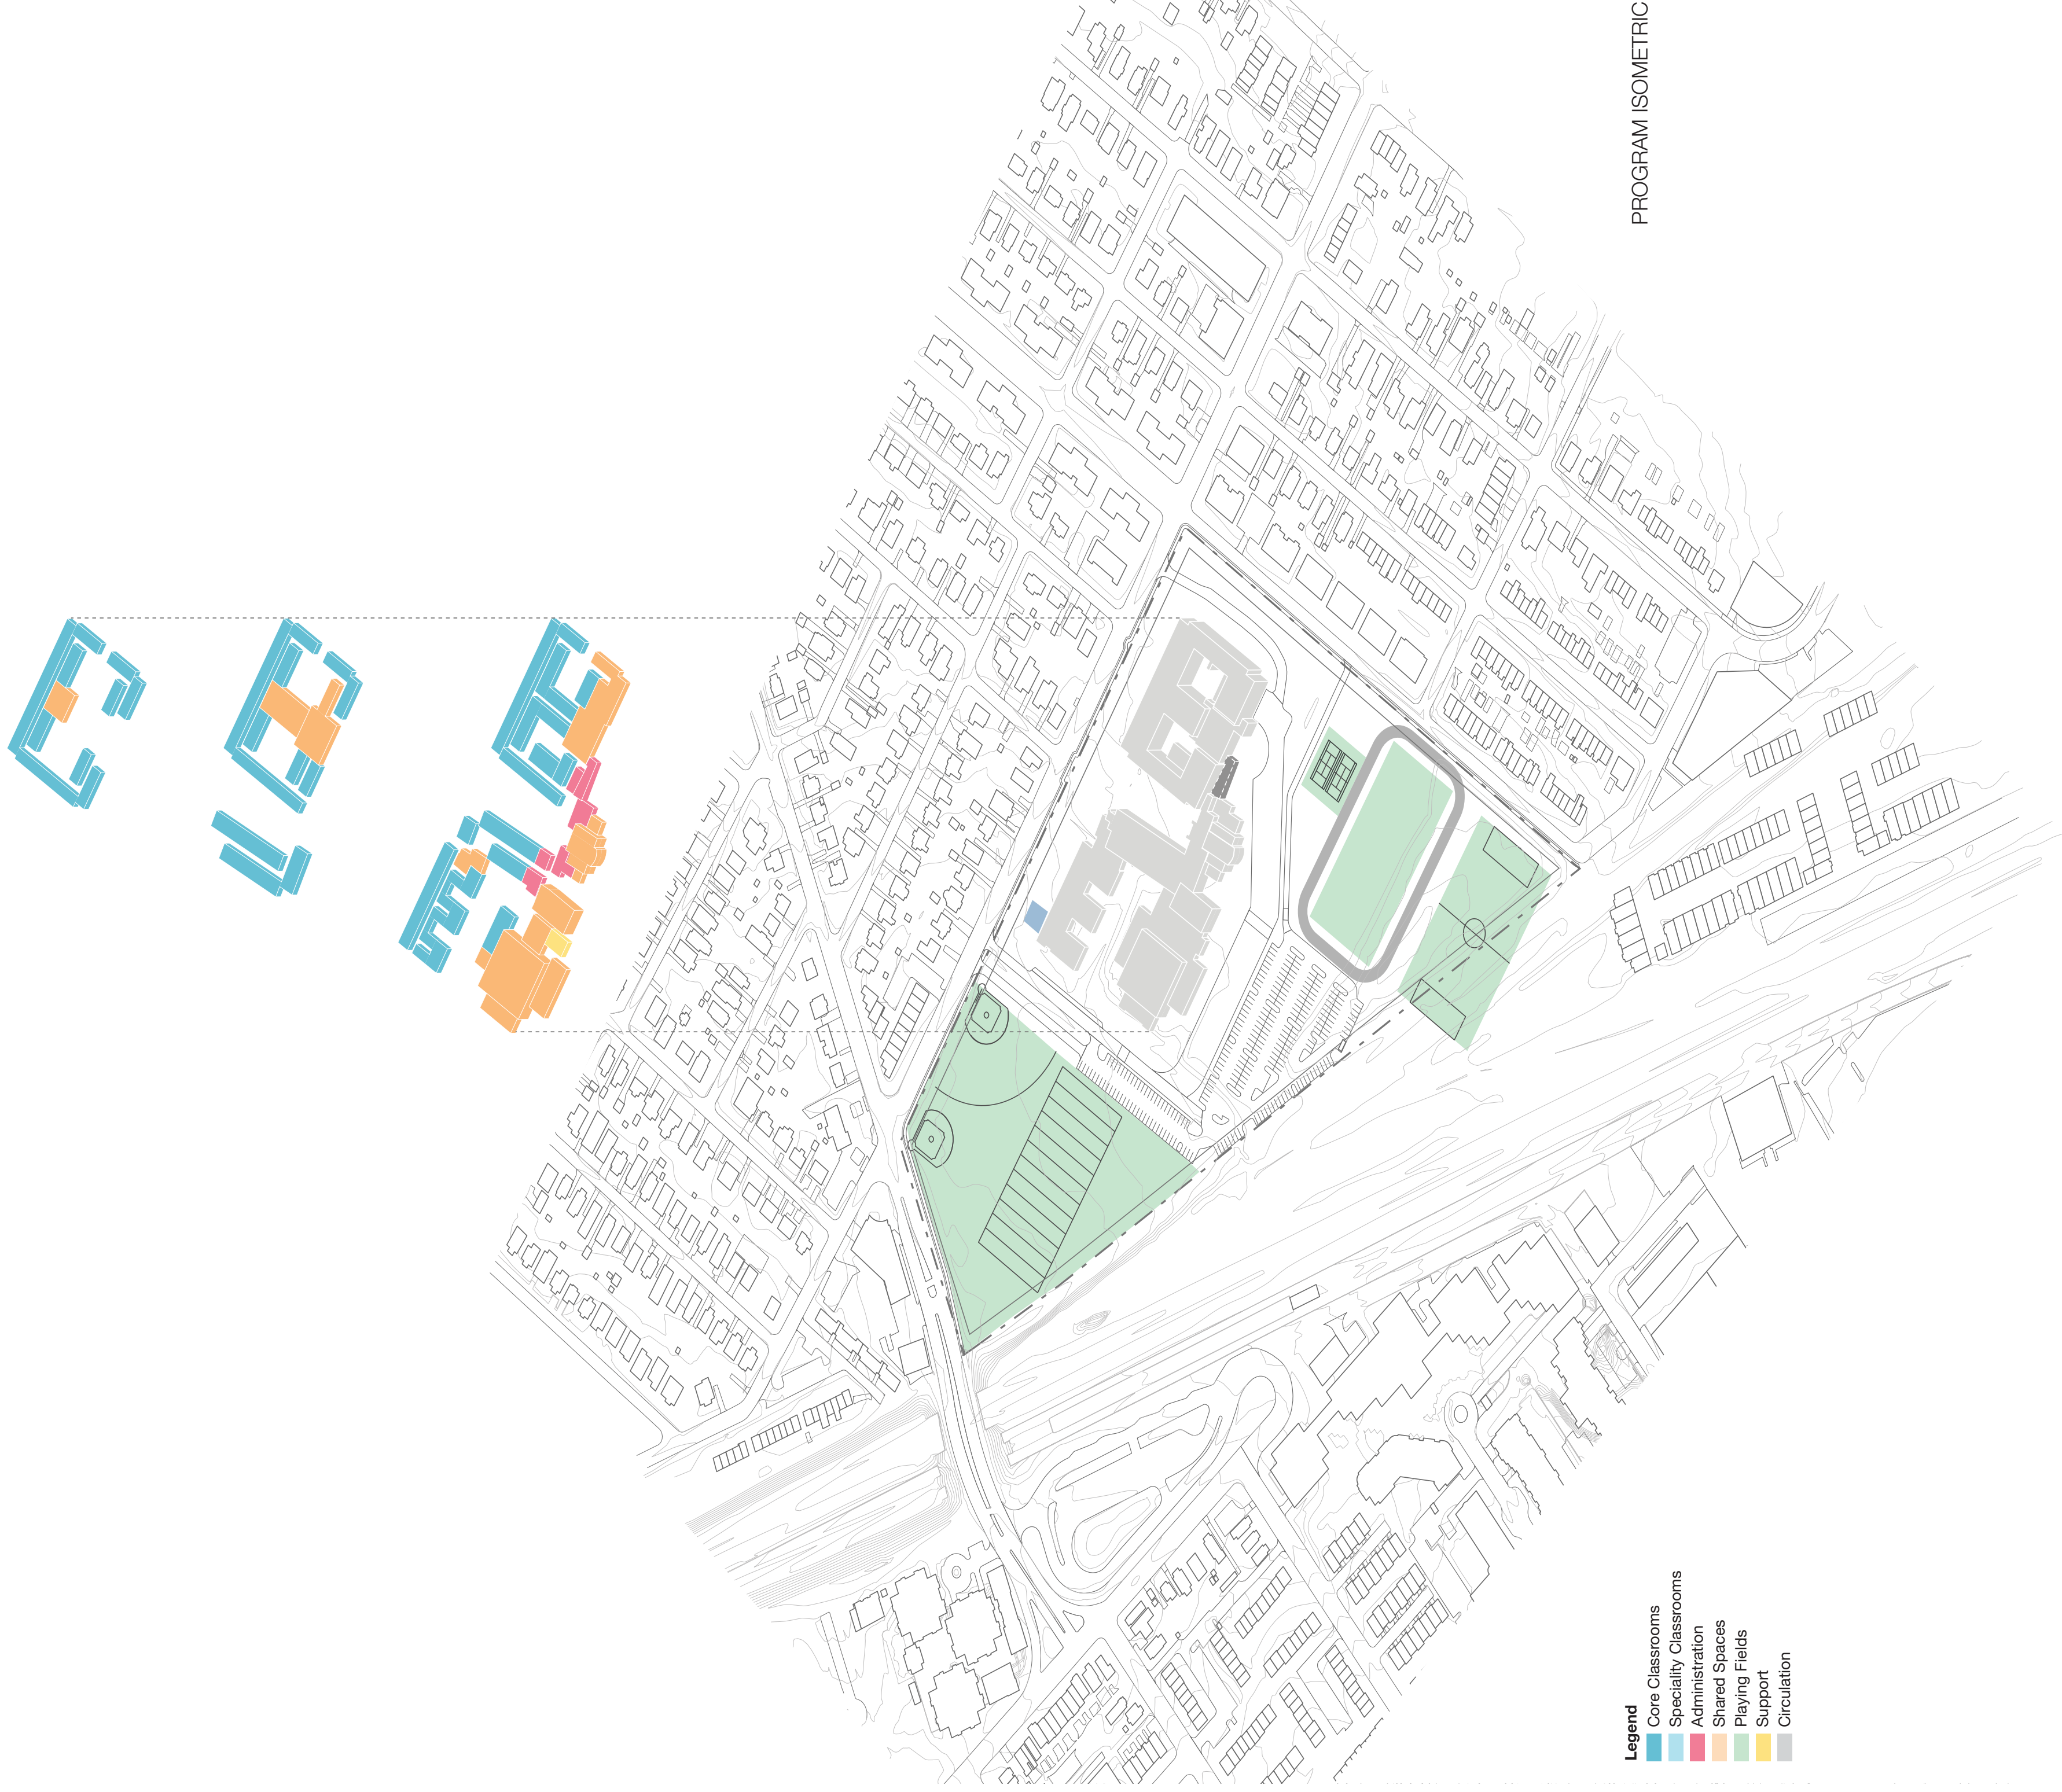 PROGRAM ISOMETRIC
Legend
Core Classrooms
Speciality Classrooms
Administration
Shared Spaces
Playing Fields
Support
Circulation